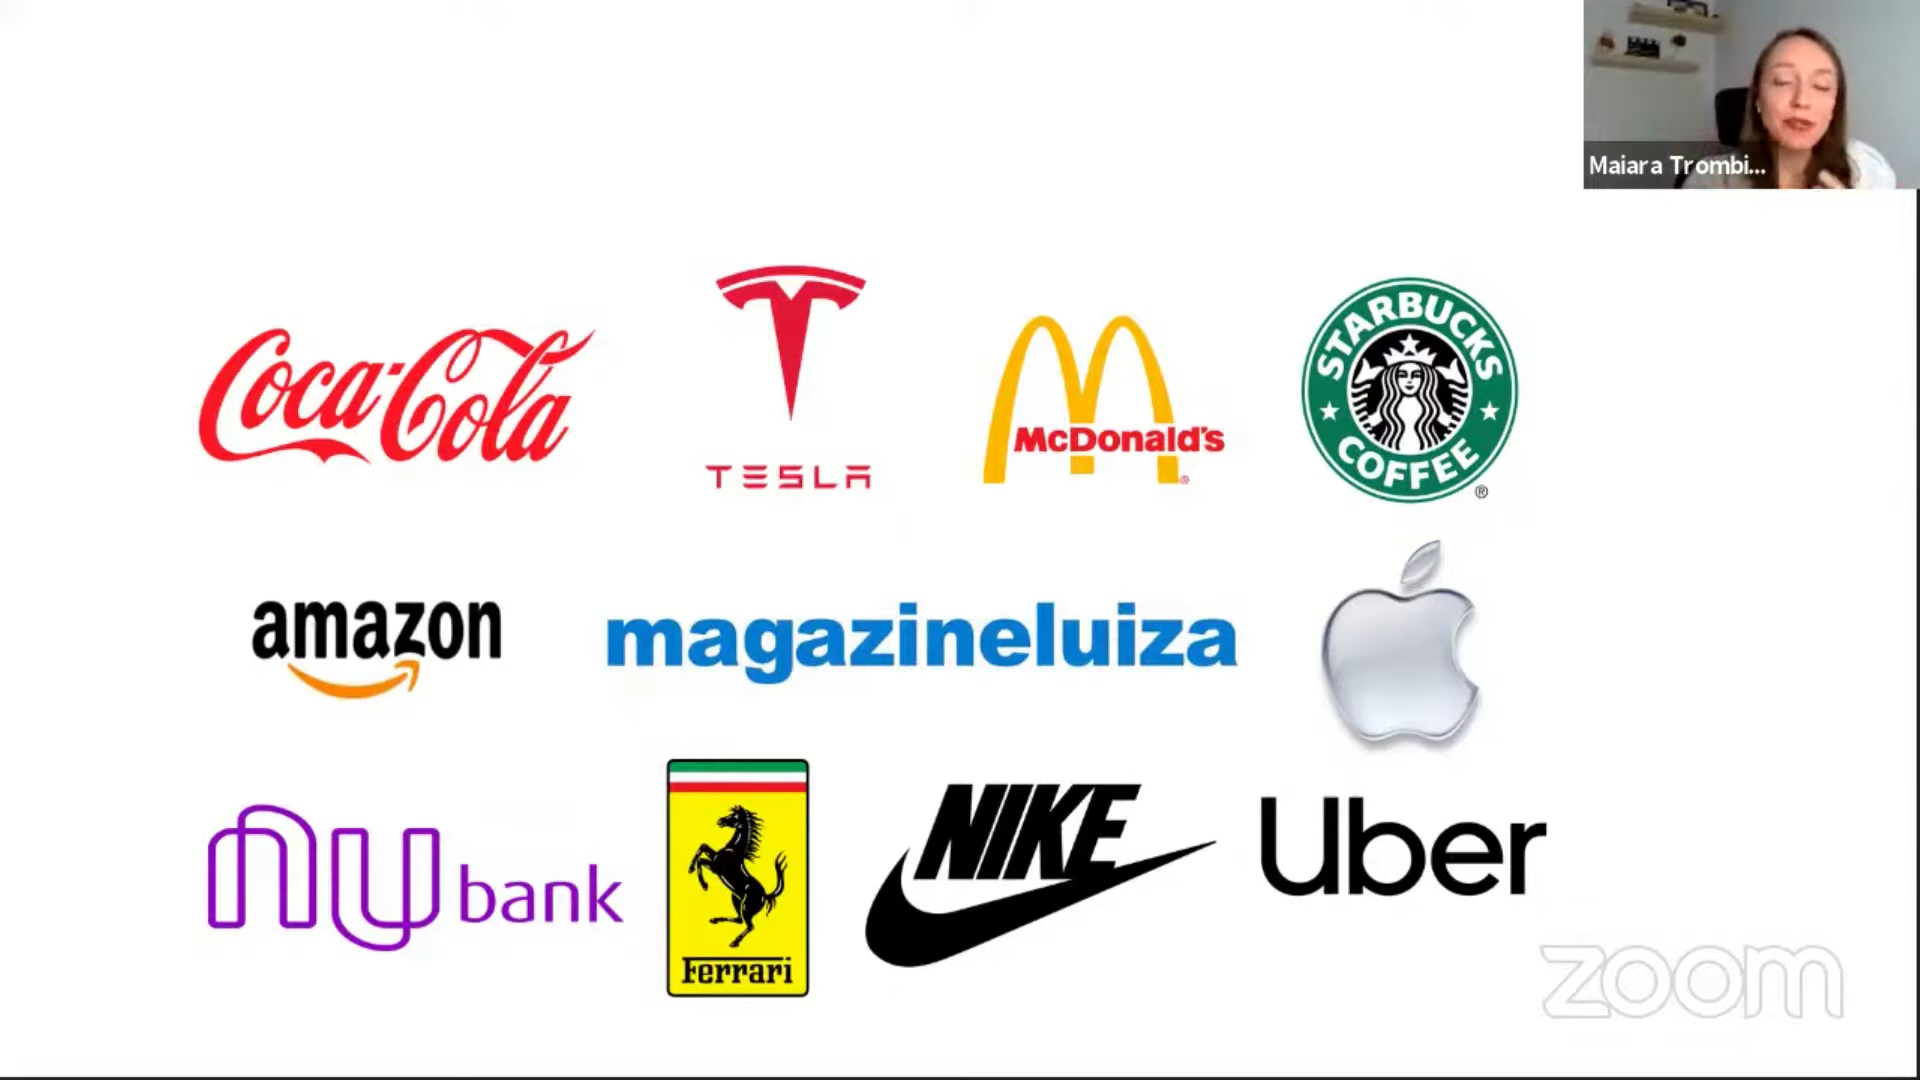 Maiara Trombi...
Coca-Cola
TESLA
McDonald's
®
STARBUCKS
COFFEE
®
amazon
magazineluiza
nu bank
Ferrari
NIKE
Uber
zoom